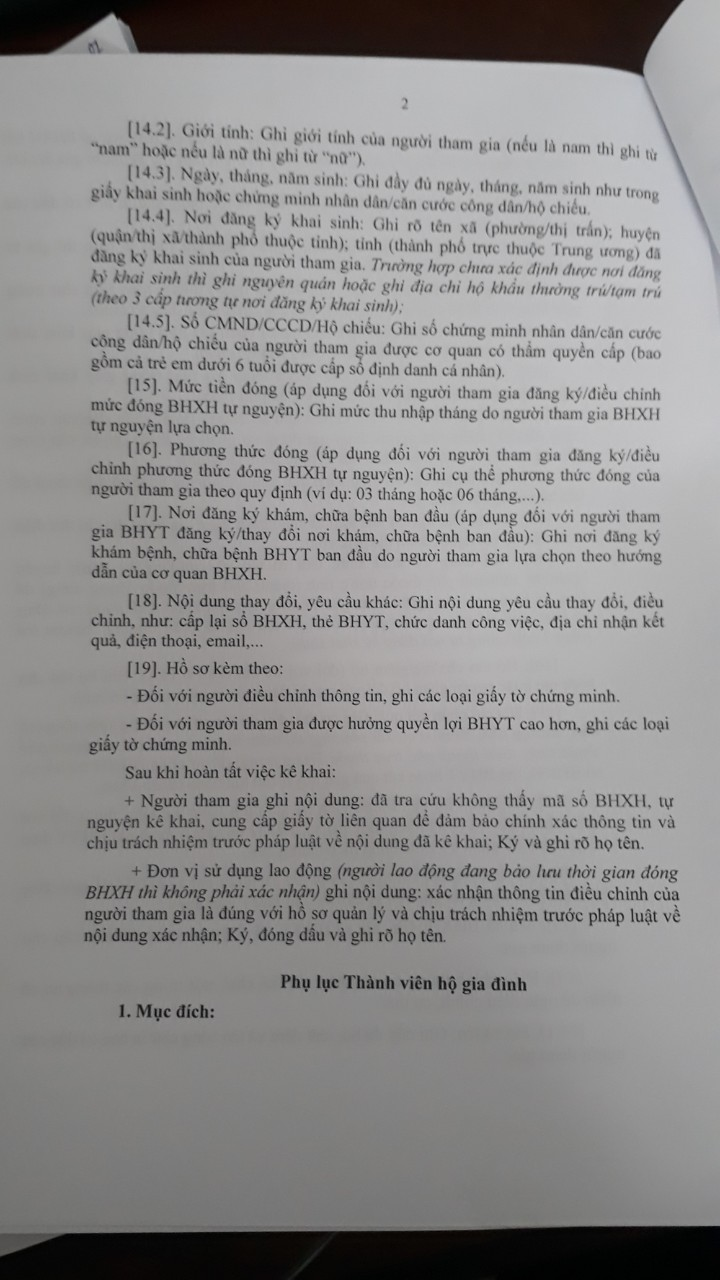 2
[14.2]. Giới tính: Ghi giới tính của người tham gia (nếu là nam thì ghi từ
“nam” hoặc nếu là nữ thì ghi từ “nữ”).
[14.3]. Ngày, tháng, năm sinh: Ghi đầy đủ ngày, tháng, năm sinh như trong
giấy khai sinh hoặc chứng minh nhân dân/căn cước công dân/hộ chiếu.
[14.4]. Nơi đăng ký khai sinh: Ghi rõ tên xã (phường/thị trấn); huyện
(quận/thị xã/thành phố thuộc tỉnh); tỉnh (thành phố trực thuộc Trung ương) đã
đăng ký khai sinh của người tham gia. Trường hợp chưa xác định được nơi đăng
ký khai sinh thì ghi nguyên quán hoặc ghi địa chỉ hộ khẩu thường trú/tạm trú
(theo 3 cấp tương tự nơi đăng ký khai sinh);
[14.5]. Số CMND/CCCD/Hộ chiếu: Ghi số chứng minh nhân dân/căn cước
công dân/hộ chiếu của người tham gia được cơ quan có thẩm quyền cấp (bao
gồm cả trẻ em dưới 6 tuổi được cấp số định danh cá nhân).
[15]. Mức tiền đóng (áp dụng đối với người tham gia đăng ký/điều chỉnh
mức đóng BHXH tự nguyện): Ghi mức thu nhập tháng do người tham gia BHXH
tự nguyện lựa chọn.
[16]. Phương thức đóng (áp dụng đối với người tham gia đăng ký/điều
chỉnh phương thức đóng BHXH tự nguyện): Ghi cụ thể phương thức đóng của
người tham gia theo quy định (ví dụ: 03 tháng hoặc 06 tháng,...).
[17]. Nơi đăng ký khám, chữa bệnh ban đầu (áp dụng đối với người tham
gia BHYT đăng ký/thay đổi nơi khám, chữa bệnh ban đầu): Ghi nơi đăng ký
khám bệnh, chữa bệnh BHYT ban đầu do người tham gia lựa chọn theo hướng
dẫn của cơ quan BHXH.
[18]. Nội dung thay đổi, yêu cầu khác: Ghi nội dung yêu cầu thay đổi, điều
chỉnh, như: cấp lại sổ BHXH, thẻ BHYT, chức danh công việc, địa chỉ nhận kết
quả, điện thoại, email,...
[19]. Hồ sơ kèm theo:
- Đối với người điều chỉnh thông tin, ghi các loại giấy tờ chứng minh.
- Đối với người tham gia được hưởng quyền lợi BHYT cao hơn, ghi các loại
giấy tờ chứng minh.
Sau khi hoàn tất việc kê khai:
+ Người tham gia ghi nội dung: đã tra cứu không thấy mã số BHXH, tự
nguyện kê khai, cung cấp giấy tờ liên quan để đảm bảo chính xác thông tin và
chịu trách nhiệm trước pháp luật về nội dung đã kê khai; Ký và ghi rõ họ tên.
+ Đơn vị sử dụng lao động (người lao động đang bảo lưu thời gian đóng
BHXH thì không phải xác nhận) ghi nội dung: xác nhận thông tin điều chỉnh của
người tham gia là đúng với hồ sơ quản lý và chịu trách nhiệm trước pháp luật về
nội dung xác nhận; Ký, đóng dấu và ghi rõ họ tên.
Phụ lục Thành viên hộ gia đình
1. Mục đích: